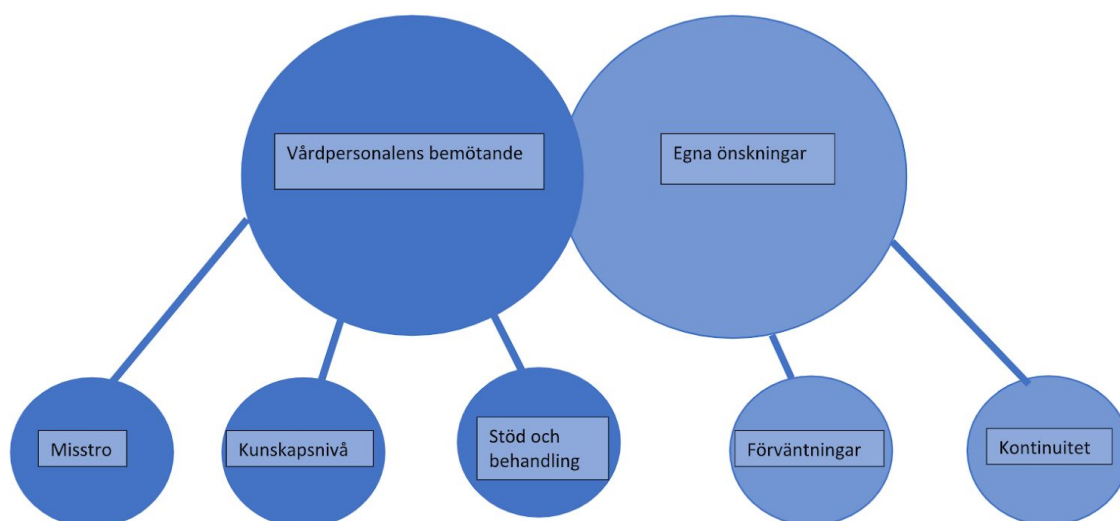 Vårdpersonalens bemötande
Egna önskningar
Misstro
Kunskapsnivå
Stöd och
behandling
Förväntningar
Kontinuitet